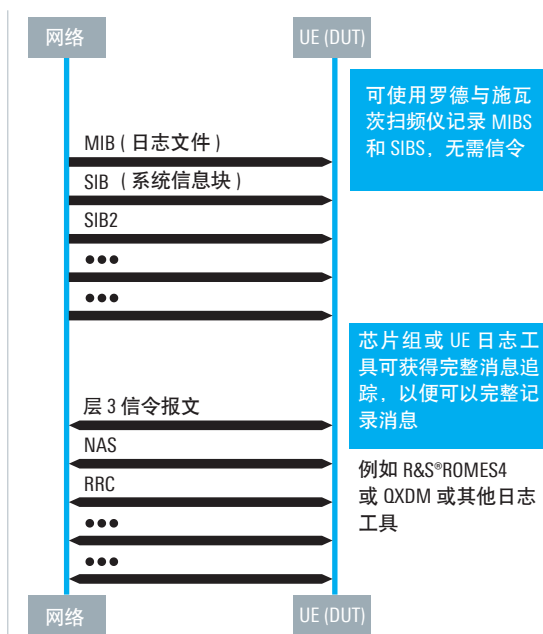 网络
UE (DUT)
可使用罗德与施瓦
茨扫频仪记录 MIBS
和 SIBS，无需信令
MIB ( 日志文件 )
SIB ( 系统信息块 )
SIB2
●●●
●●●
芯片组或 UE 日志工
具可获得完整消息追
踪，以便可以完整记
录消息
层 3 信令报文
NAS
RRC
●●●
●●●
例如 R&S®ROMES4
或 QXDM 或其他日志
工具
网络
UE (DUT)